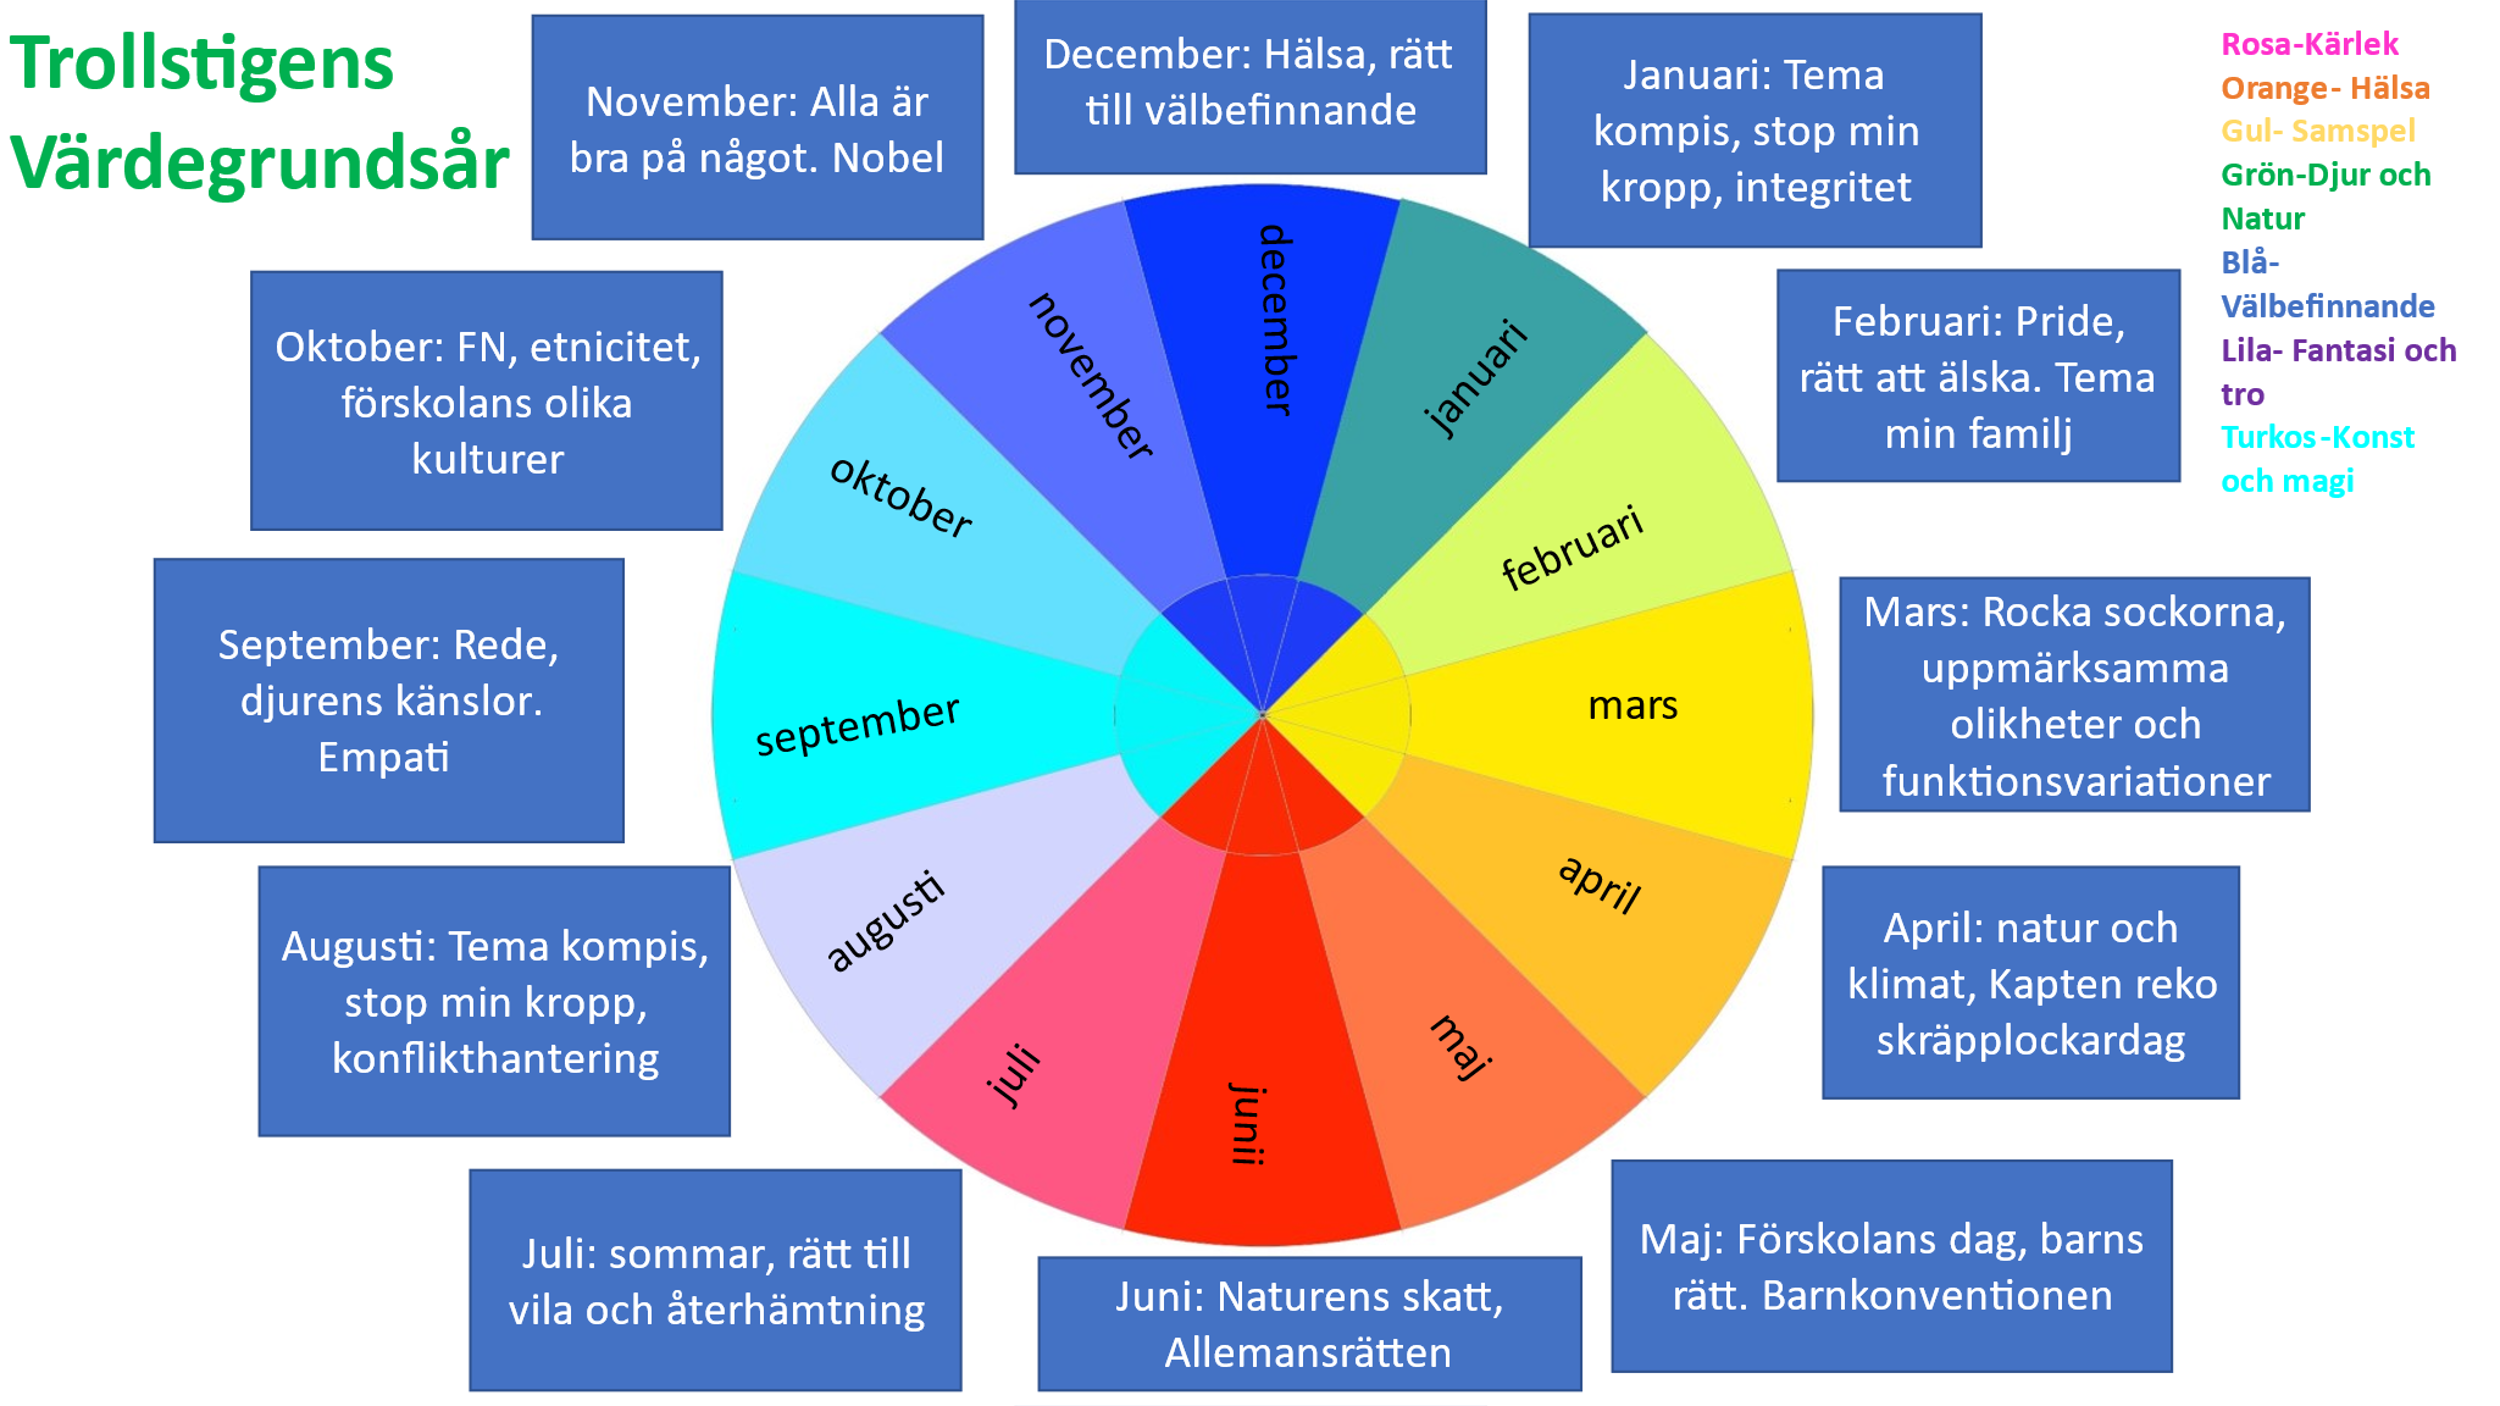 Trollstigens
Värdegrundsår
November: Alla är
bra på något. Nobel
December: Hälsa, rätt
till välbefinnande
Januari: Tema
kompis, stop min
kropp, integritet
Rosa-Kärlek
Orange- Hälsa
Gul- Samspel
Grön-Djur och
Natur
Blå-
Välbefinnande
Lila- Fantasi och
tro
Turkos-Konst
och magi
Oktober: FN, etnicitet,
förskolans olika
kulturer
Februari: Pride,
rätt att älska. Tema
min familj
september
oktober
november
december
januari
februari
mars
april
maj
junii
juli
augusti
September: Rede,
djurens känslor.
Empati
Mars: Rocka sockorna,
uppmärksamma
olikheter och
funktionsvariationer
Augusti: Tema kompis,
stop min kropp,
konflikthantering
April: natur och
klimat, Kapten reko
skräpplockardag
Juli: sommar, rätt till
vila och återhämtning
Juni: Naturens skatt,
Allemansrätten
Maj: Förskolans dag, barns
rätt. Barnkonventionen